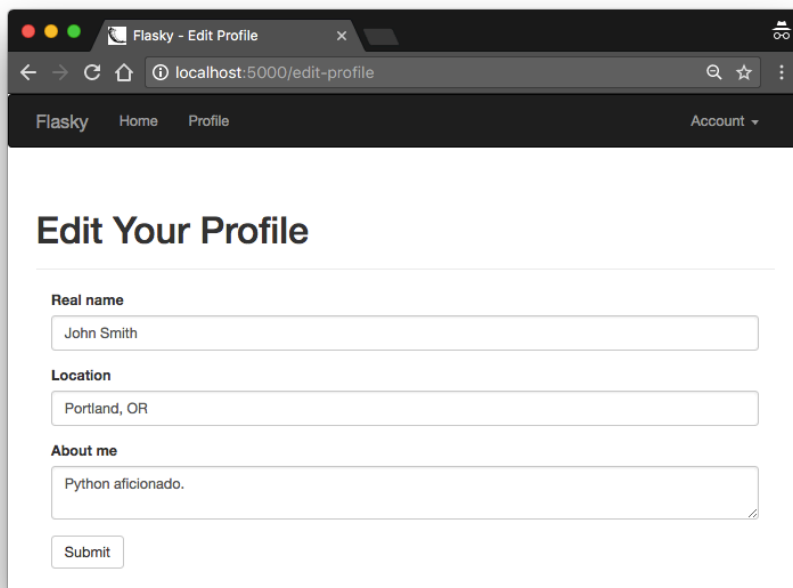 Flasky - Edit Profile
localhost:5000/edit-profile
Flasky Home Profile Account
Edit Your Profile
Real name
John Smith
Location
Portland, OR
About me
Python aficionado.
Submit